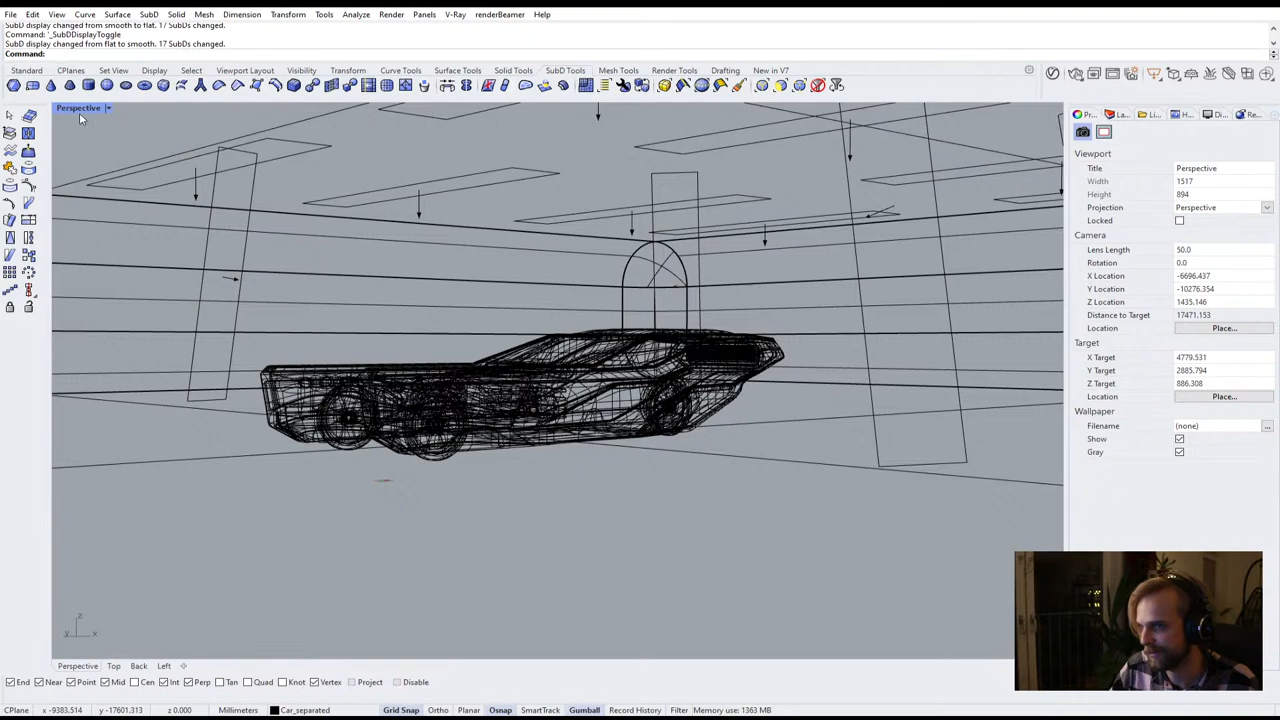 File Edit View Curve Surface SubD Solid Mesh Dimension Transform Tools Analyze Render Panels V-Ray renderBeamer Help
SubD display changed from smooth to flat. 17 SubDs changed.
Command: '_SubDDisplayToggle
SubD display changed from flat to smooth. 17 SubDs changed.
Command:
Standard CPlanes Set View Display Select Viewport Layout Visibility Transform Curve Tools Surface Tools Solid Tools SubD Tools Mesh Tools Render Tools Drafting New in V7
Perspective
Pr... La... Li... H... Di... Re...
Viewport
Title Perspective
Width 1517
Height 894
Projection Perspective
Locked
Camera
Lens Length 50.0
Rotation 0.0
X Location -6696.437
Y Location -10276.354
Z Location 1435.146
Distance to Target 17471.153
Location Place...
Target
X Target 4779.531
Y Target 2885.794
Z Target 886.308
Location Place...
Wallpaper
Filename (none) ...
Show
Gray
z
y x
Perspective Top Back Left
End Near Point Mid Cen Int Perp Tan Quad Knot Vertex Project Disable
CPlane x -9383.514 y -17601.313 z 0.000 Millimeters Car_separated Grid Snap Ortho Planar Osnap SmartTrack Gumball Record History Filter Memory use: 1363 MB